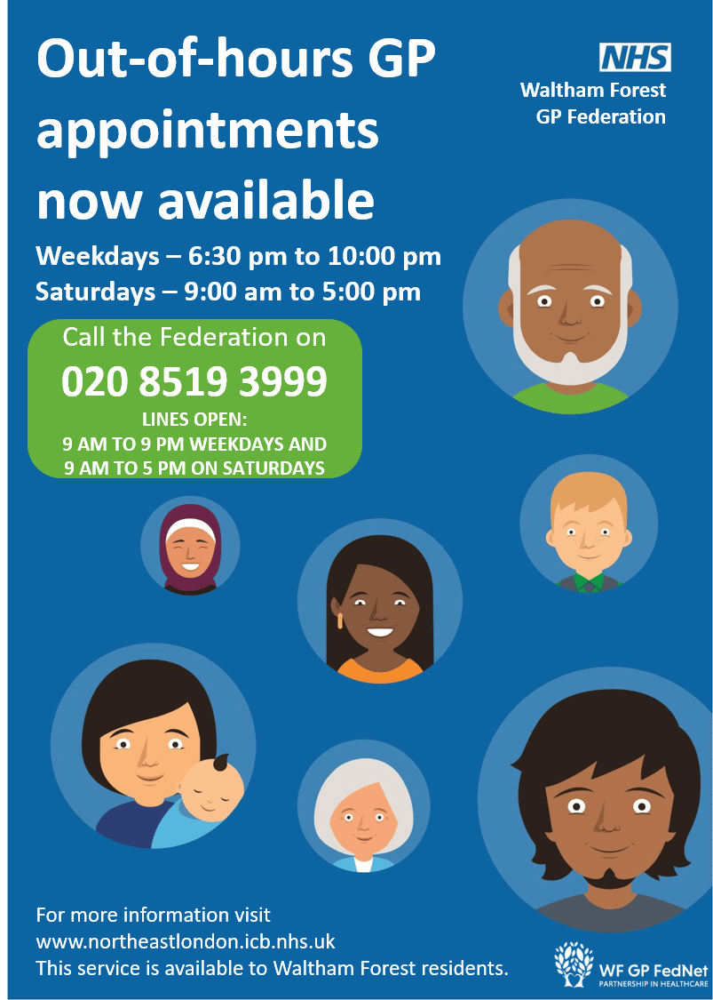 Out-of-hours GP
appointments
now available
NHS
Waltham Forest
GP Federation
Weekdays – 6:30 pm to 10:00 pm
Saturdays – 9:00 am to 5:00 pm
Call the Federation on
020 8519 3999
LINES OPEN:
9 AM TO 9 PM WEEKDAYS AND
9 AM TO 5 PM ON SATURDAYS
For more information visit
www.northeastlondon.icb.nhs.uk
This service is available to Waltham Forest residents.
WF GP FedNet
PARTNERSHIP IN HEALTHCARE